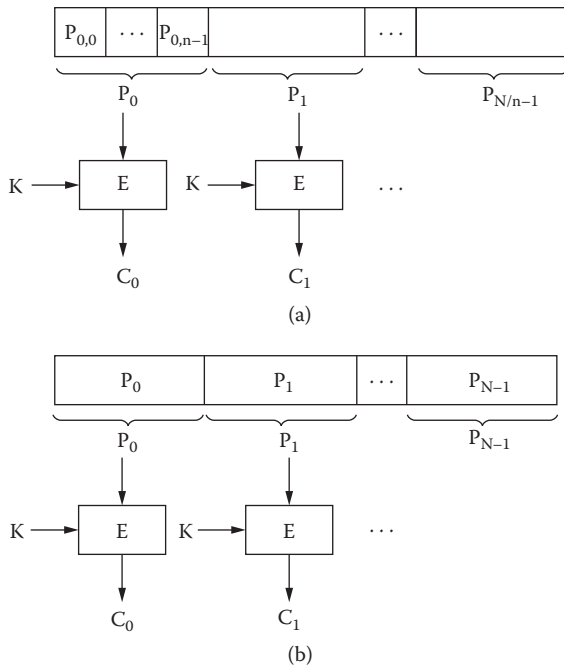 P0,0 ... P0,n−1 ...
P0 P1 PN/n−1
K E K E ...
C0 C1
(a)
P0 P1 ... PN−1
P0 P1 PN−1
K E K E ...
C0 C1
(b)